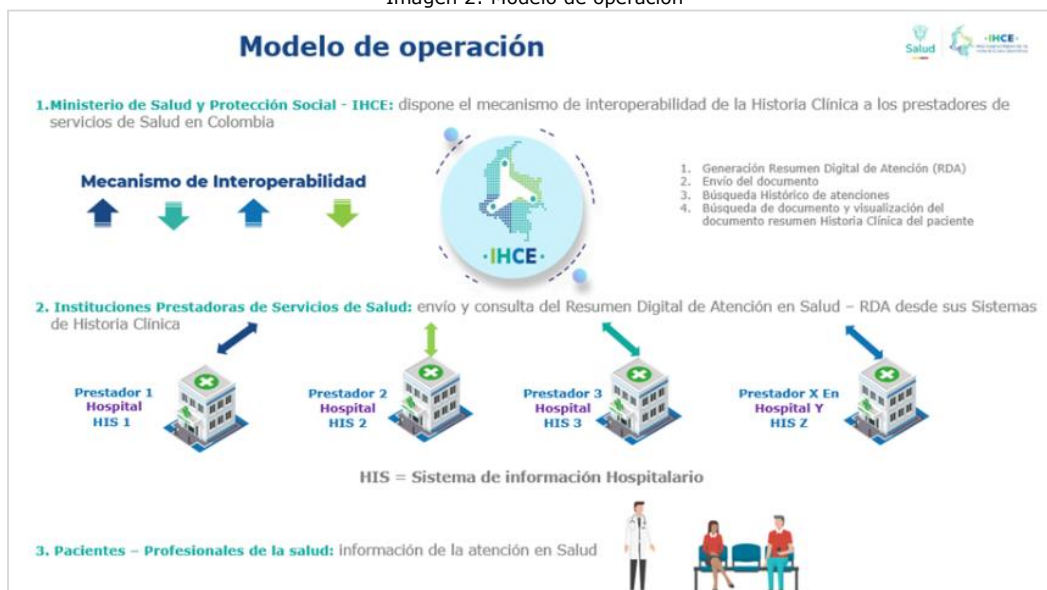 Imagen 2. Modelo de operación
Modelo de operación
Salud
·IHCE·
1.Ministerio de Salud y Protección Social - IHCE: dispone el mecanismo de interoperabilidad de la Historia Clínica a los prestadores de
servicios de Salud en Colombia
Mecanismo de Interoperabilidad
·IHCE·
1. Generación Resumen Digital de Atención (RDA)
2. Envío del documento
3. Búsqueda Histórico de atenciones
4. Búsqueda de documento y visualización del
documento resumen Historia Clínica del paciente
2. Instituciones Prestadoras de Servicios de Salud: envío y consulta del Resumen Digital de Atención en Salud – RDA desde sus Sistemas
de Historia Clínica
Prestador 1
Hospital
HIS 1
Prestador 2
Hospital
HIS 2
Prestador 3
Hospital
HIS 3
Prestador X En
Hospital Y
HIS Z
HIS = Sistema de información Hospitalario
3. Pacientes – Profesionales de la salud: información de la atención en Salud